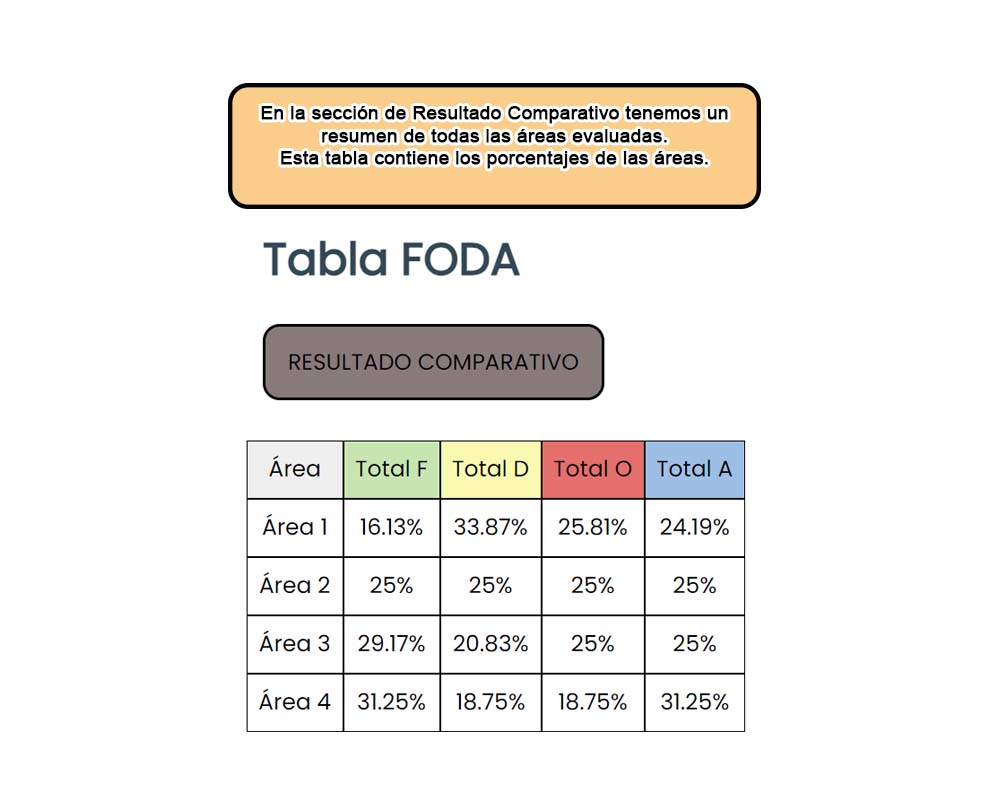 En la sección de Resultado Comparativo tenemos un
resumen de todas las áreas evaluadas.
Esta tabla contiene los porcentajes de las áreas.
Tabla FODA
RESULTADO COMPARATIVO
Área Total F Total D Total O Total A
Área 1 16.13% 33.87% 25.81% 24.19%
Área 2 25% 25% 25% 25%
Área 3 29.17% 20.83% 25% 25%
Área 4 31.25% 18.75% 18.75% 31.25%